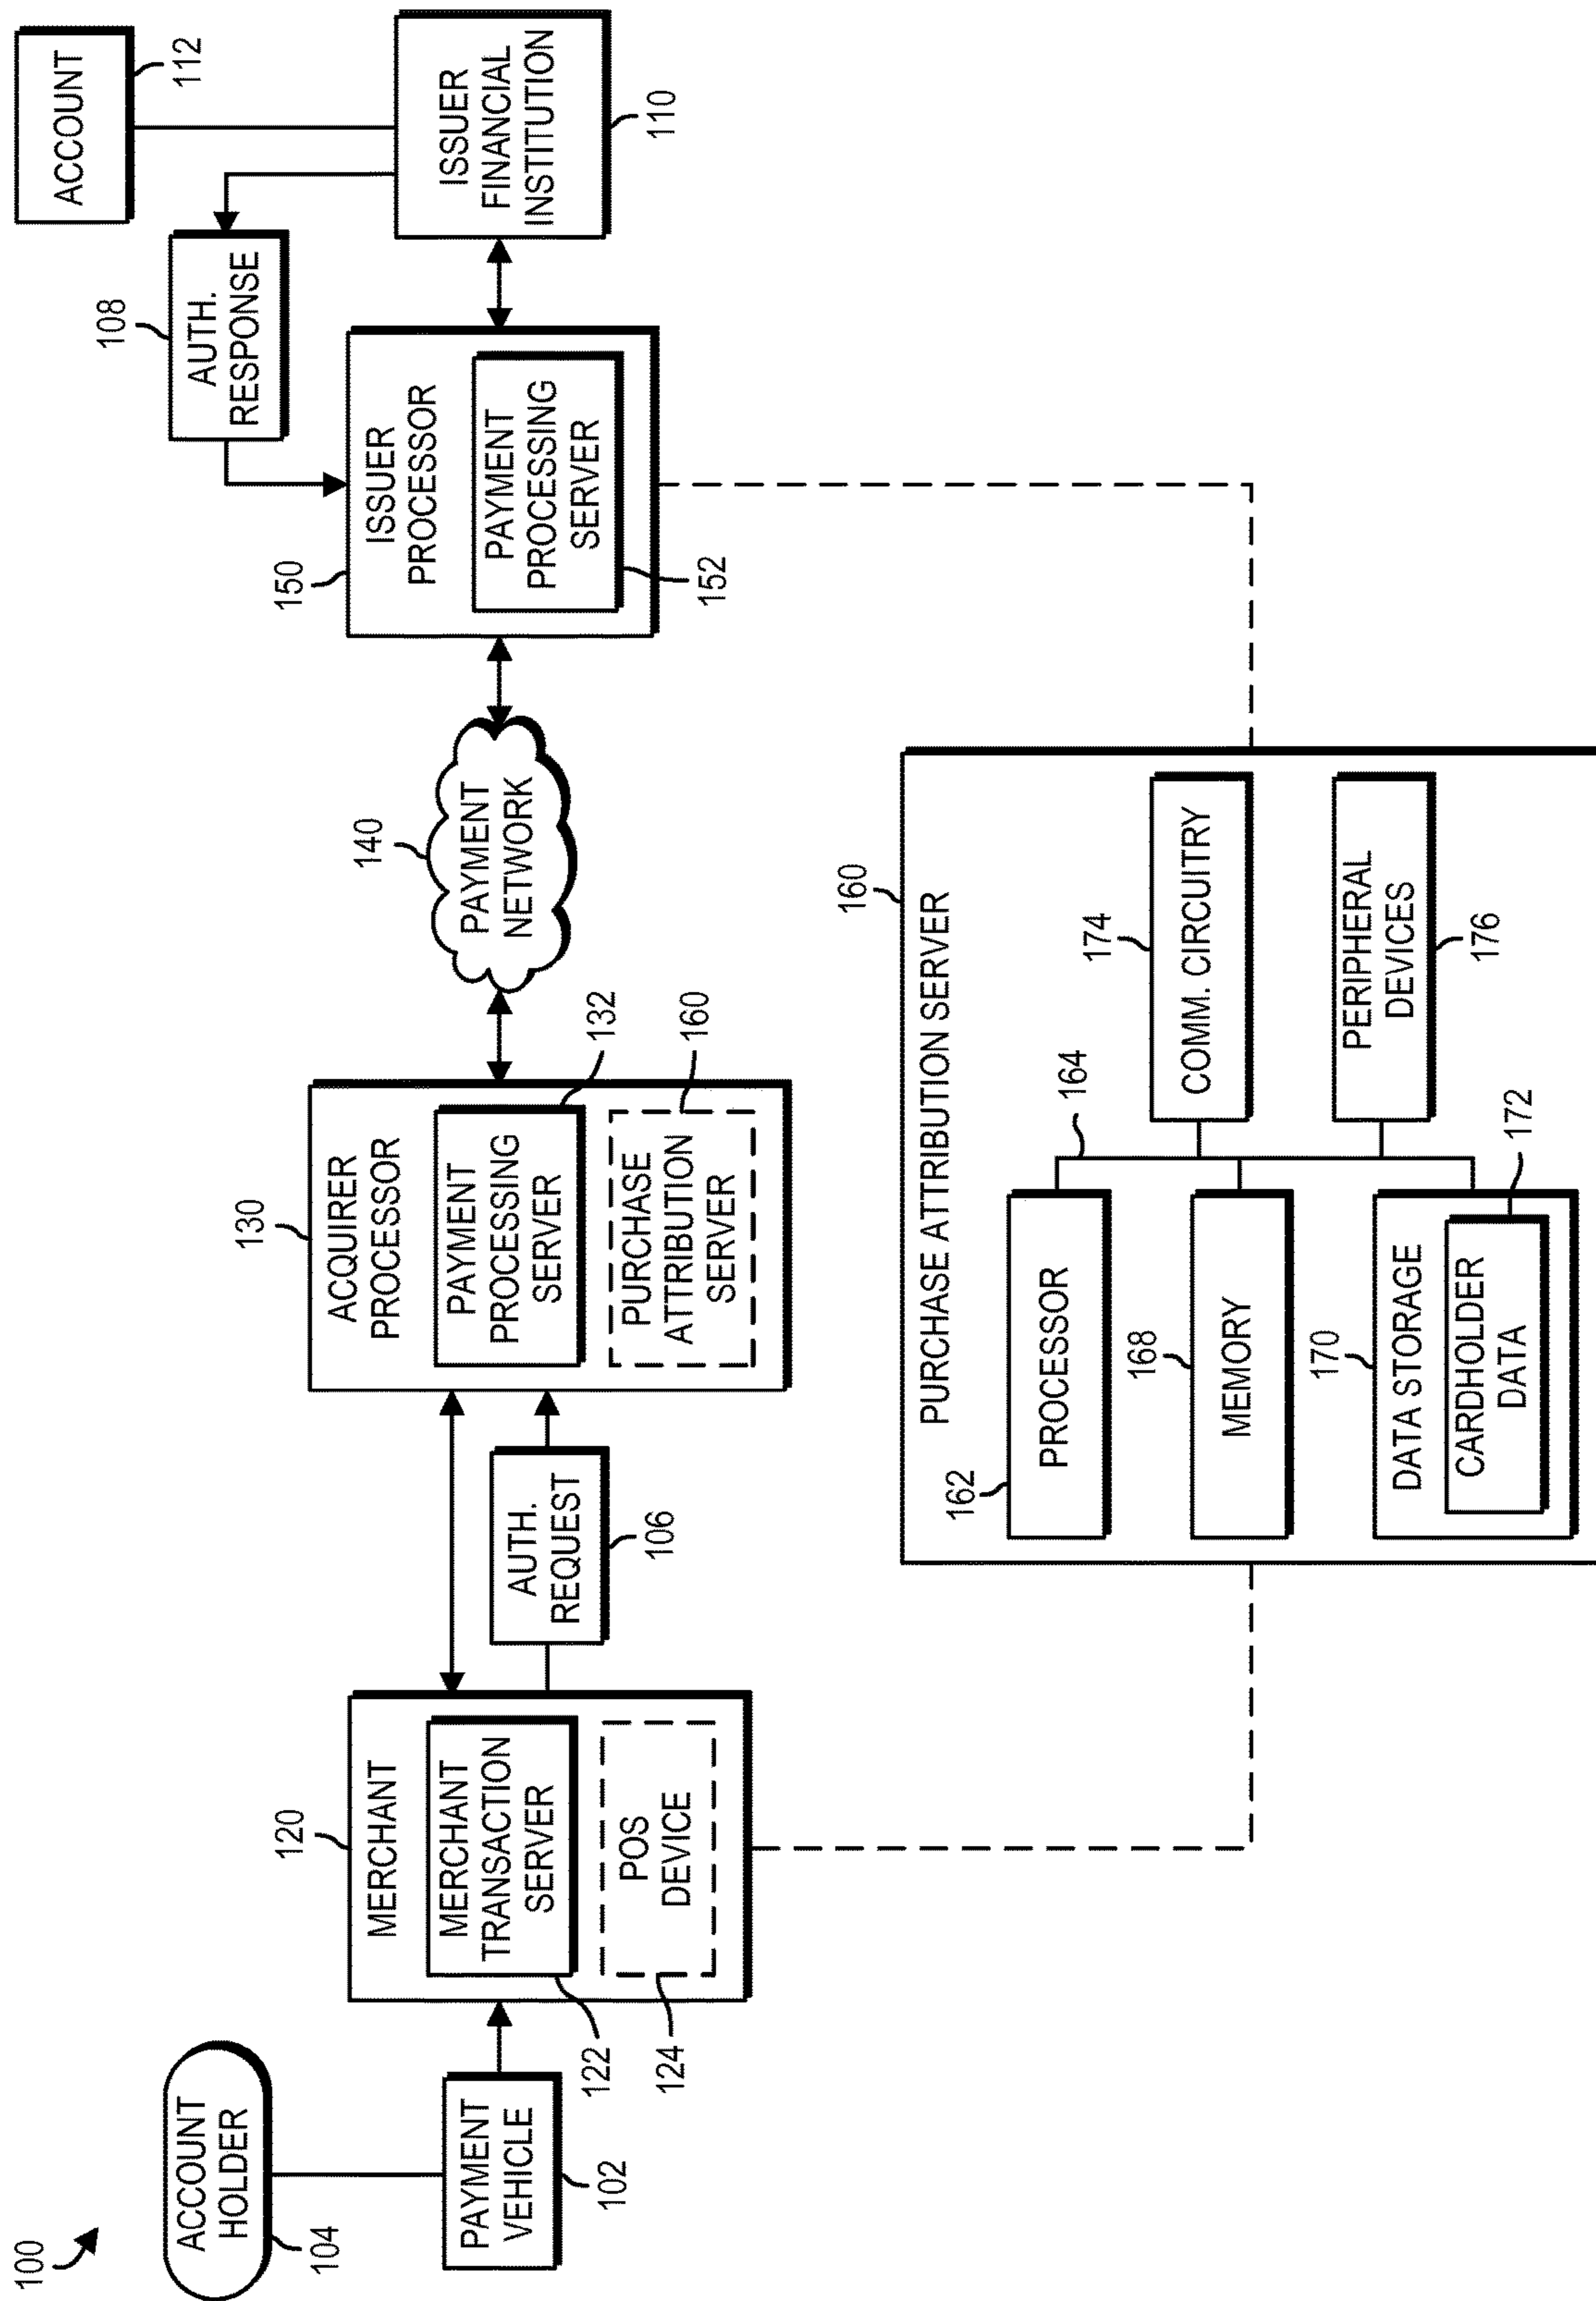 100
ACCOUNT
HOLDER
104
PAYMENT
VEHICLE
102
120
MERCHANT
MERCHANT
TRANSACTION
SERVER
122
POS
DEVICE
124
AUTH.
REQUEST
106
130
ACQUIRER
PROCESSOR
PAYMENT
PROCESSING
SERVER
132
PURCHASE
ATTRIBUTION
SERVER
160
140
PAYMENT
NETWORK
150
ISSUER
PROCESSOR
PAYMENT
PROCESSING
SERVER
152
108
AUTH.
RESPONSE
ACCOUNT
112
ISSUER
FINANCIAL
INSTITUTION
110
160
PURCHASE ATTRIBUTION SERVER
162
PROCESSOR
164
168
MEMORY
170
DATA STORAGE
CARDHOLDER
DATA
172
COMM. CIRCUITRY
174
PERIPHERAL
DEVICES
176